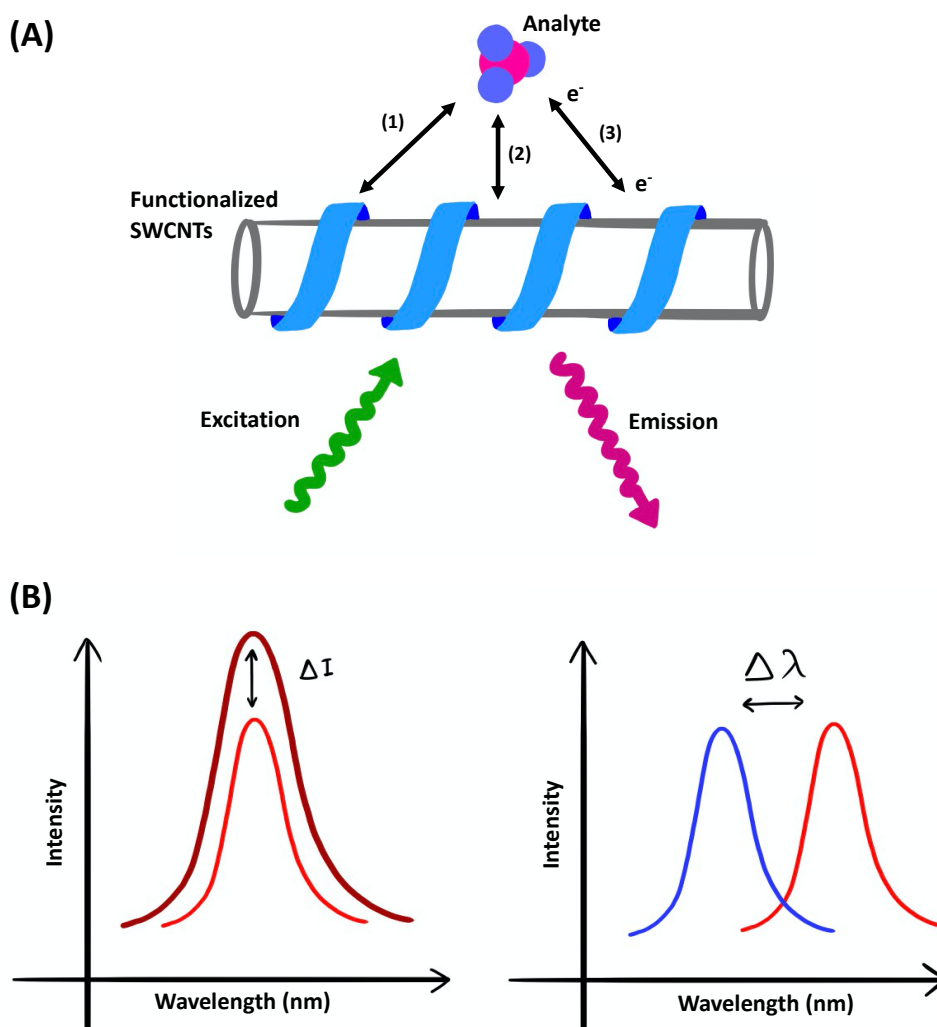 (A)
Analyte
e-
(1)
(2)
(3)
e-
Functionalized
SWCNTs
Excitation
Emission
(B)
ΔI
Δλ
Intensity
Intensity
Wavelength (nm)
Wavelength (nm)